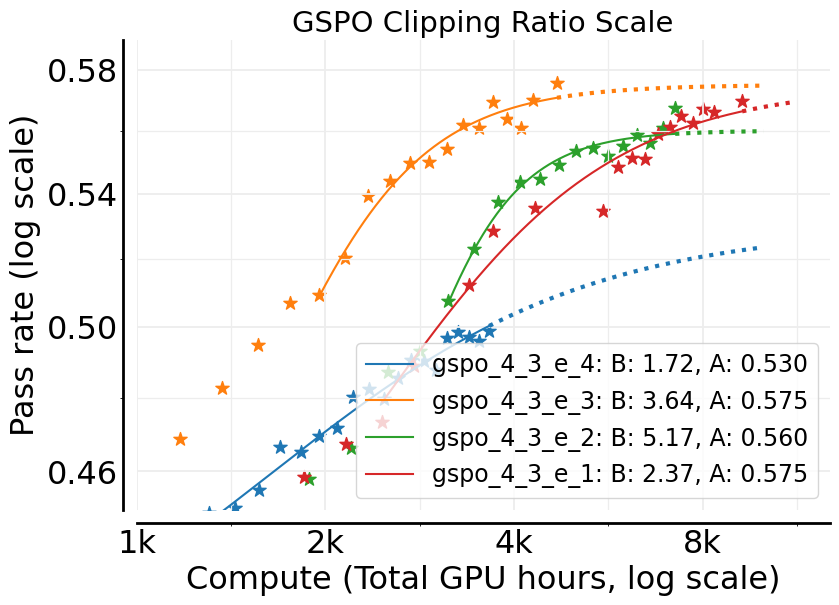 GSPO Clipping Ratio Scale
Pass rate (log scale)
0.58
0.54
0.50
0.46
gspo_4_3_e_4: B: 1.72, A: 0.530
gspo_4_3_e_3: B: 3.64, A: 0.575
gspo_4_3_e_2: B: 5.17, A: 0.560
gspo_4_3_e_1: B: 2.37, A: 0.575
1k 2k 4k 8k
Compute (Total GPU hours, log scale)